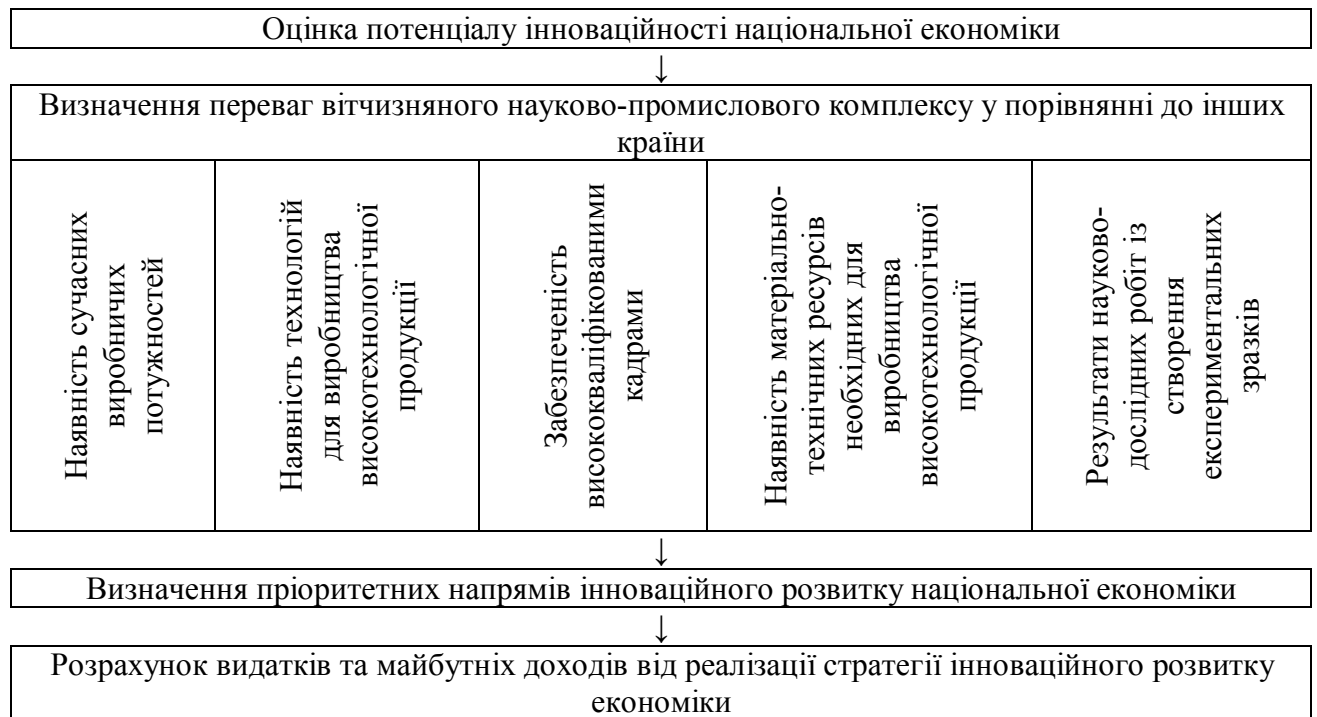 Оцінка потенціалу інноваційності національної економіки
↓
Визначення переваг вітчизняного науково-промислового комплексу у порівнянні до інших
країни
Наявність сучасних
виробничих
потужностей
Наявність технологій
для виробництва
високотехнологічної
продукції
Забезпеченість
висококваліфікованими
кадрами
Наявність матеріально-
технічних ресурсів
необхідних для
виробництва
високотехнологічної
продукції
Результати науково-
дослідних робіт із
створення
експериментальних
зразків
↓
Визначення пріоритетних напрямів інноваційного розвитку національної економіки
↓
Розрахунок видатків та майбутніх доходів від реалізації стратегії інноваційного розвитку
економіки